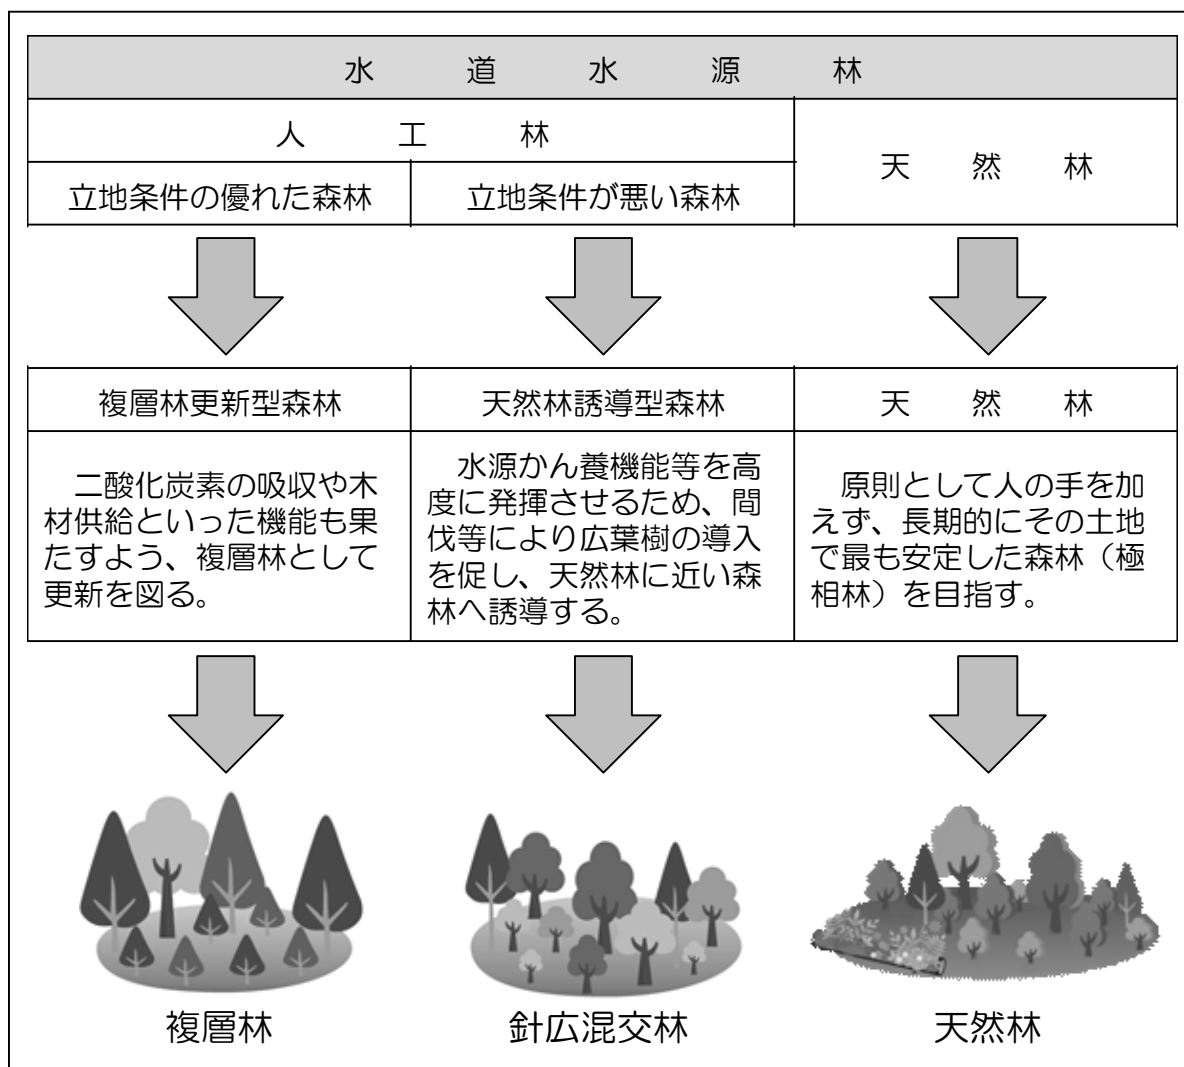 水道水源林
人工林
天然林
立地条件の優れた森林
立地条件が悪い森林
複層林更新型森林
天然林誘導型森林
天然林
二酸化炭素の吸収や木
材供給といった機能も果
たすよう、複層林として
更新を図る。
水源かん養機能等を高
度に発揮させるため、間
伐等により広葉樹の導入
を促し、天然林に近い森
林へ誘導する。
原則として人の手を加
えず、長期的にその土地
で最も安定した森林（極
相林）を目指す。
複層林
針広混交林
天然林